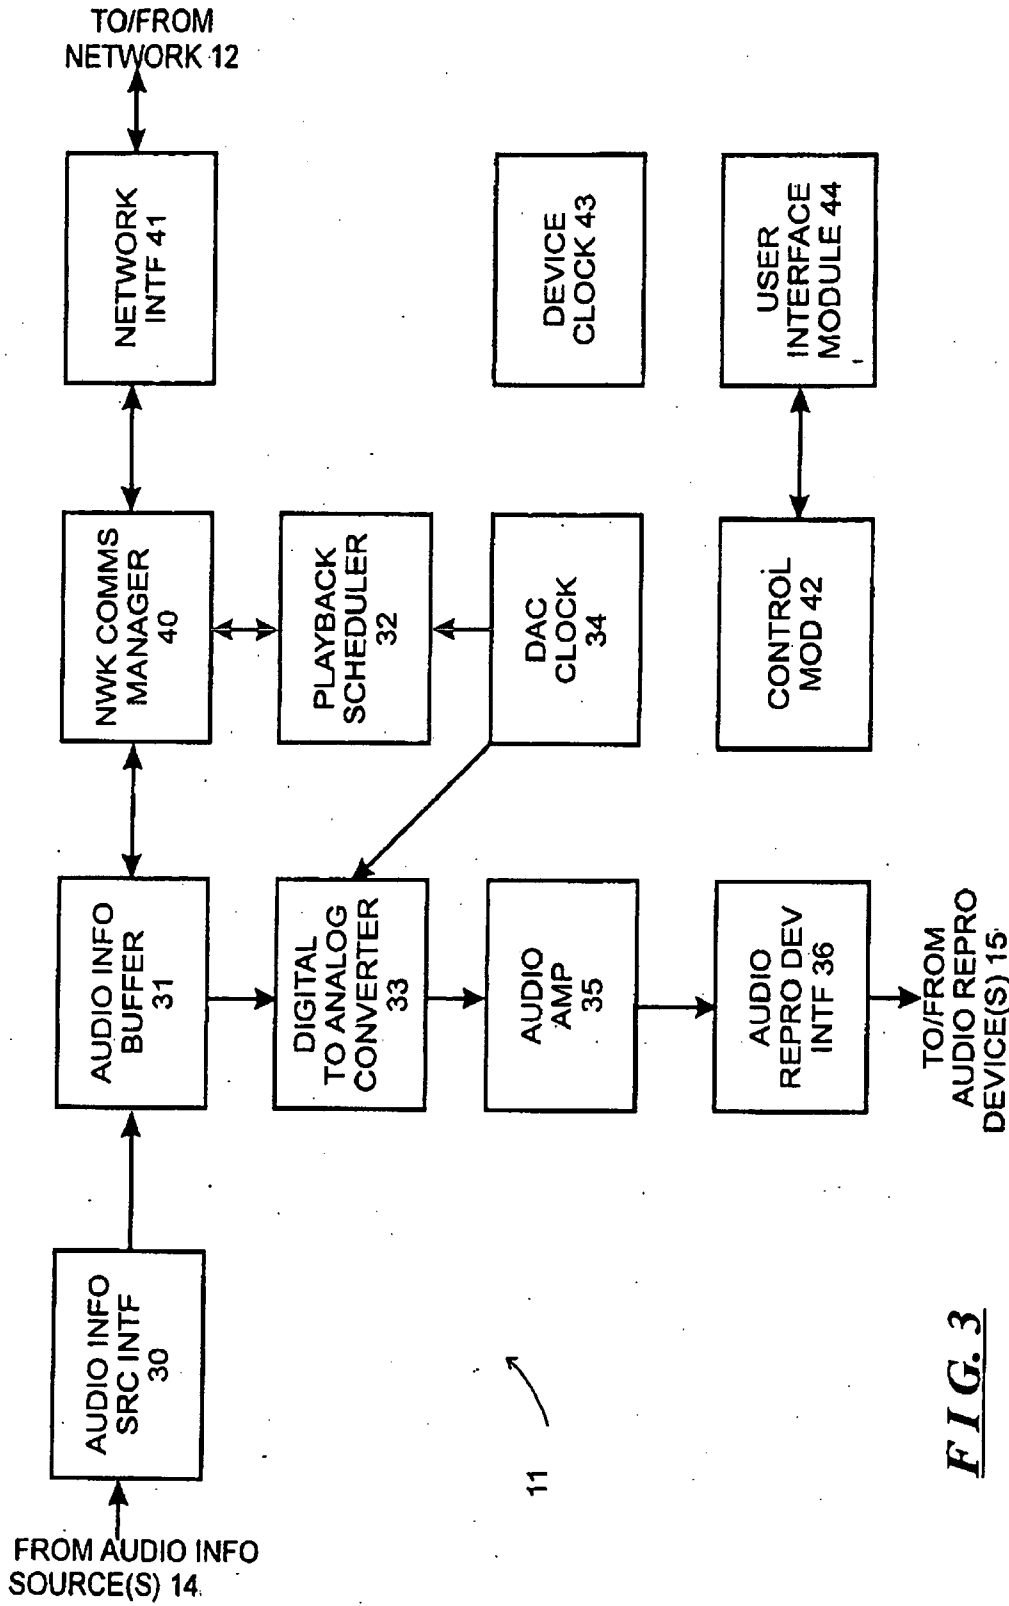 TO/FROM
NETWORK 12
NETWORK
INTF 41
DEVICE
CLOCK 43
USER
INTERFACE
MODULE 44
NWK COMMS
MANAGER
40
PLAYBACK
SCHEDULER
32
DAC
CLOCK
34
CONTROL
MOD 42
AUDIO INFO
BUFFER
31
DIGITAL
TO ANALOG
CONVERTER
33
AUDIO
AMP
35
AUDIO
REPRO DEV
INTF 36
TO/FROM
AUDIO REPRO
DEVICE(S) 15
AUDIO INFO
SRC INTF
30
FROM AUDIO INFO
SOURCE(S) 14
11
FIG. 3